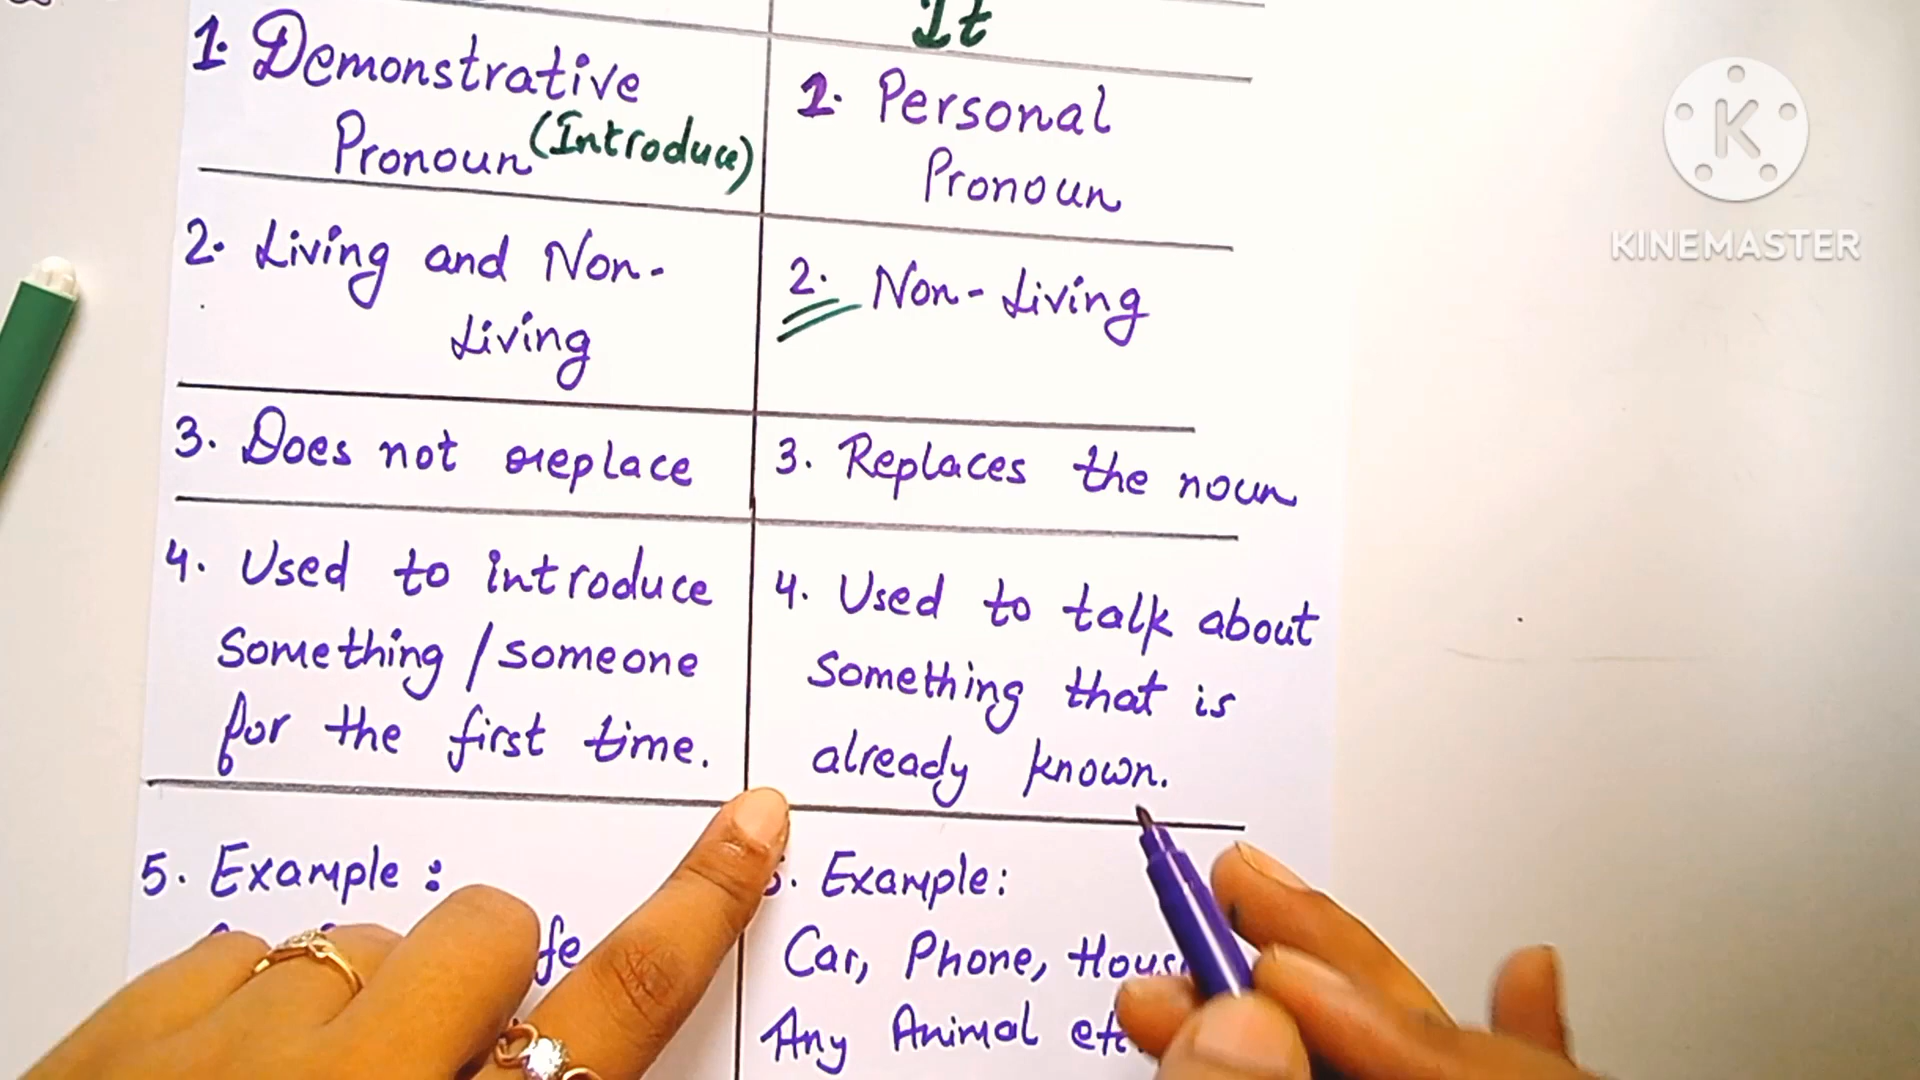 It
1. Demonstrative
Pronoun (Introduce)
1. Personal
Pronoun
2. Living and Non-
Living
2. Non-Living
3. Does not replace
3. Replaces the noun
4. Used to introduce
Something / someone
for the first time.
4. Used to talk about
Something that is
already known.
5. Example :
5. Example:
Car, Phone,
Any Animal
K
KINEMASTER